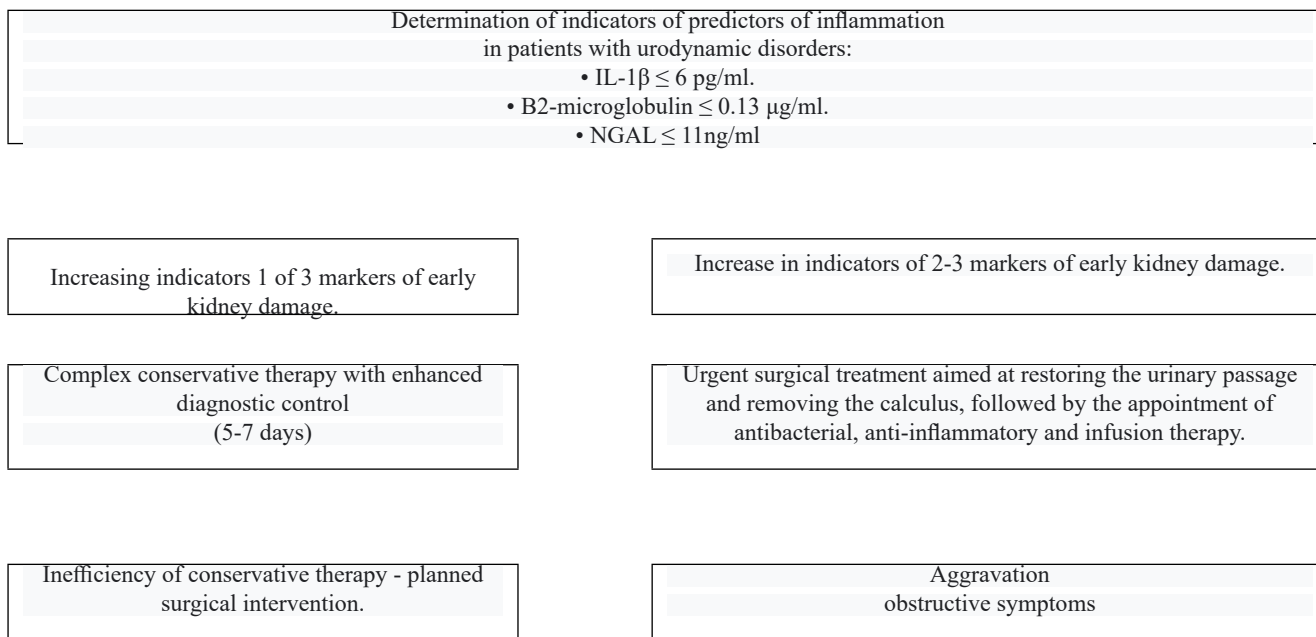 Determination of indicators of predictors of inflammation
in patients with urodynamic disorders:
• IL-1β ≤ 6 pg/ml.
• B2-microglobulin ≤ 0.13 μg/ml.
• NGAL ≤ 11ng/ml
Increasing indicators 1 of 3 markers of early
kidney damage.
Increase in indicators of 2-3 markers of early kidney damage.
Complex conservative therapy with enhanced
diagnostic control
(5-7 days)
Urgent surgical treatment aimed at restoring the urinary passage
and removing the calculus, followed by the appointment of
antibacterial, anti-inflammatory and infusion therapy.
Inefficiency of conservative therapy - planned
surgical intervention.
Aggravation
obstructive symptoms